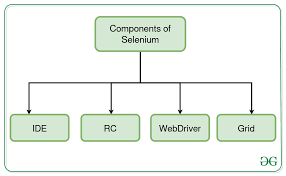 Components of
Selenium
IDE
RC
WebDriver
Grid